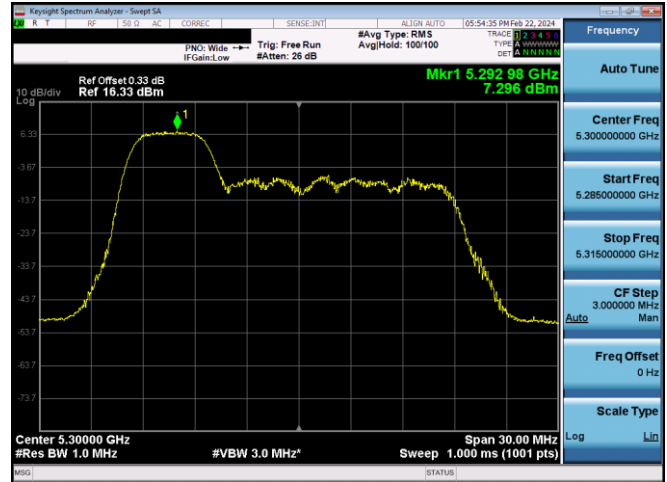 Keysight Spectrum Analyzer - Swept SA
LXI R T RF 50 Ω AC CORREC SENSE:INT ALIGN AUTO 05:54:35 PM Feb 22, 2024
PNO: Wide Trig: Free Run #Avg Type: RMS TRACE 1 2 3 4 5 6
IFGain:Low #Atten: 26 dB Avg|Hold: 100/100 TYPE A WWWWW
DET A N N N N N
Ref Offset 0.33 dB Mkr1 5.292 98 GHz
10 dB/div Ref 16.33 dBm 7.296 dBm
Log
1
6.33
-3.67
-13.7
-23.7
-33.7
-43.7
-53.7
-63.7
-73.7
Center 5.30000 GHz Span 30.00 MHz
#Res BW 1.0 MHz #VBW 3.0 MHz* Sweep 1.000 ms (1001 pts)
MSG STATUS
Frequency
Auto Tune
Center Freq
5.300000000 GHz
Start Freq
5.285000000 GHz
Stop Freq
5.315000000 GHz
CF Step
3.000000 MHz
Auto Man
Freq Offset
0 Hz
Scale Type
Log Lin